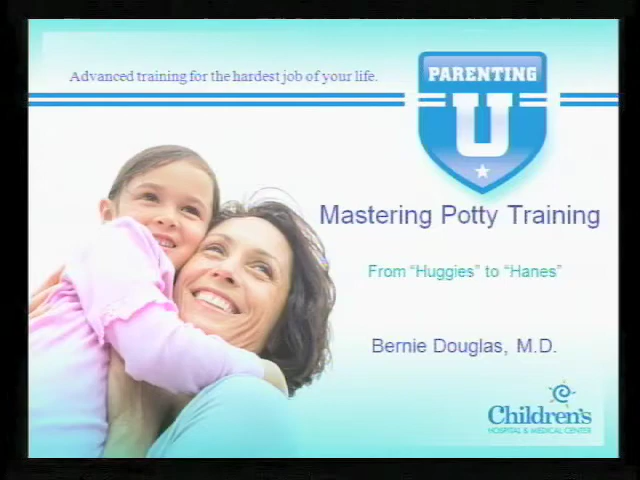 Advanced training for the hardest job of your life.
PARENTING
U
Mastering Potty Training
From “Huggies” to “Hanes”
Bernie Douglas, M.D.
Children's
HOSPITAL & MEDICAL CENTER